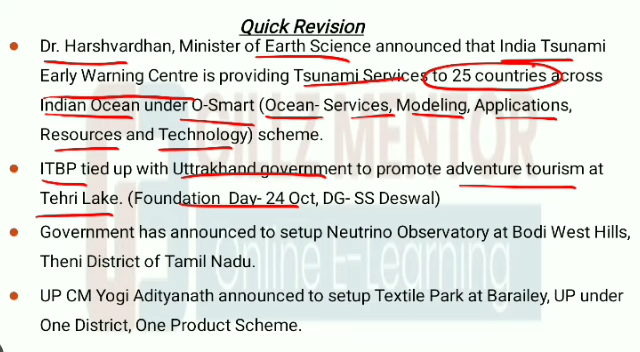 Quick Revision
Dr. Harshvardhan, Minister of Earth Science announced that India Tsunami
Early Warning Centre is providing Tsunami Services to 25 countries across
Indian Ocean under O-Smart (Ocean- Services, Modeling, Applications,
Resources and Technology) scheme.
ITBP tied up with Uttrakhand government to promote adventure tourism at
Tehri Lake. (Foundation Day- 24 Oct, DG- SS Deswal)
Government has announced to setup Neutrino Observatory at Bodi West Hills,
Theni District of Tamil Nadu.
UP CM Yogi Adityanath announced to setup Textile Park at Barailey, UP under
One District, One Product Scheme.
Online E-Learning